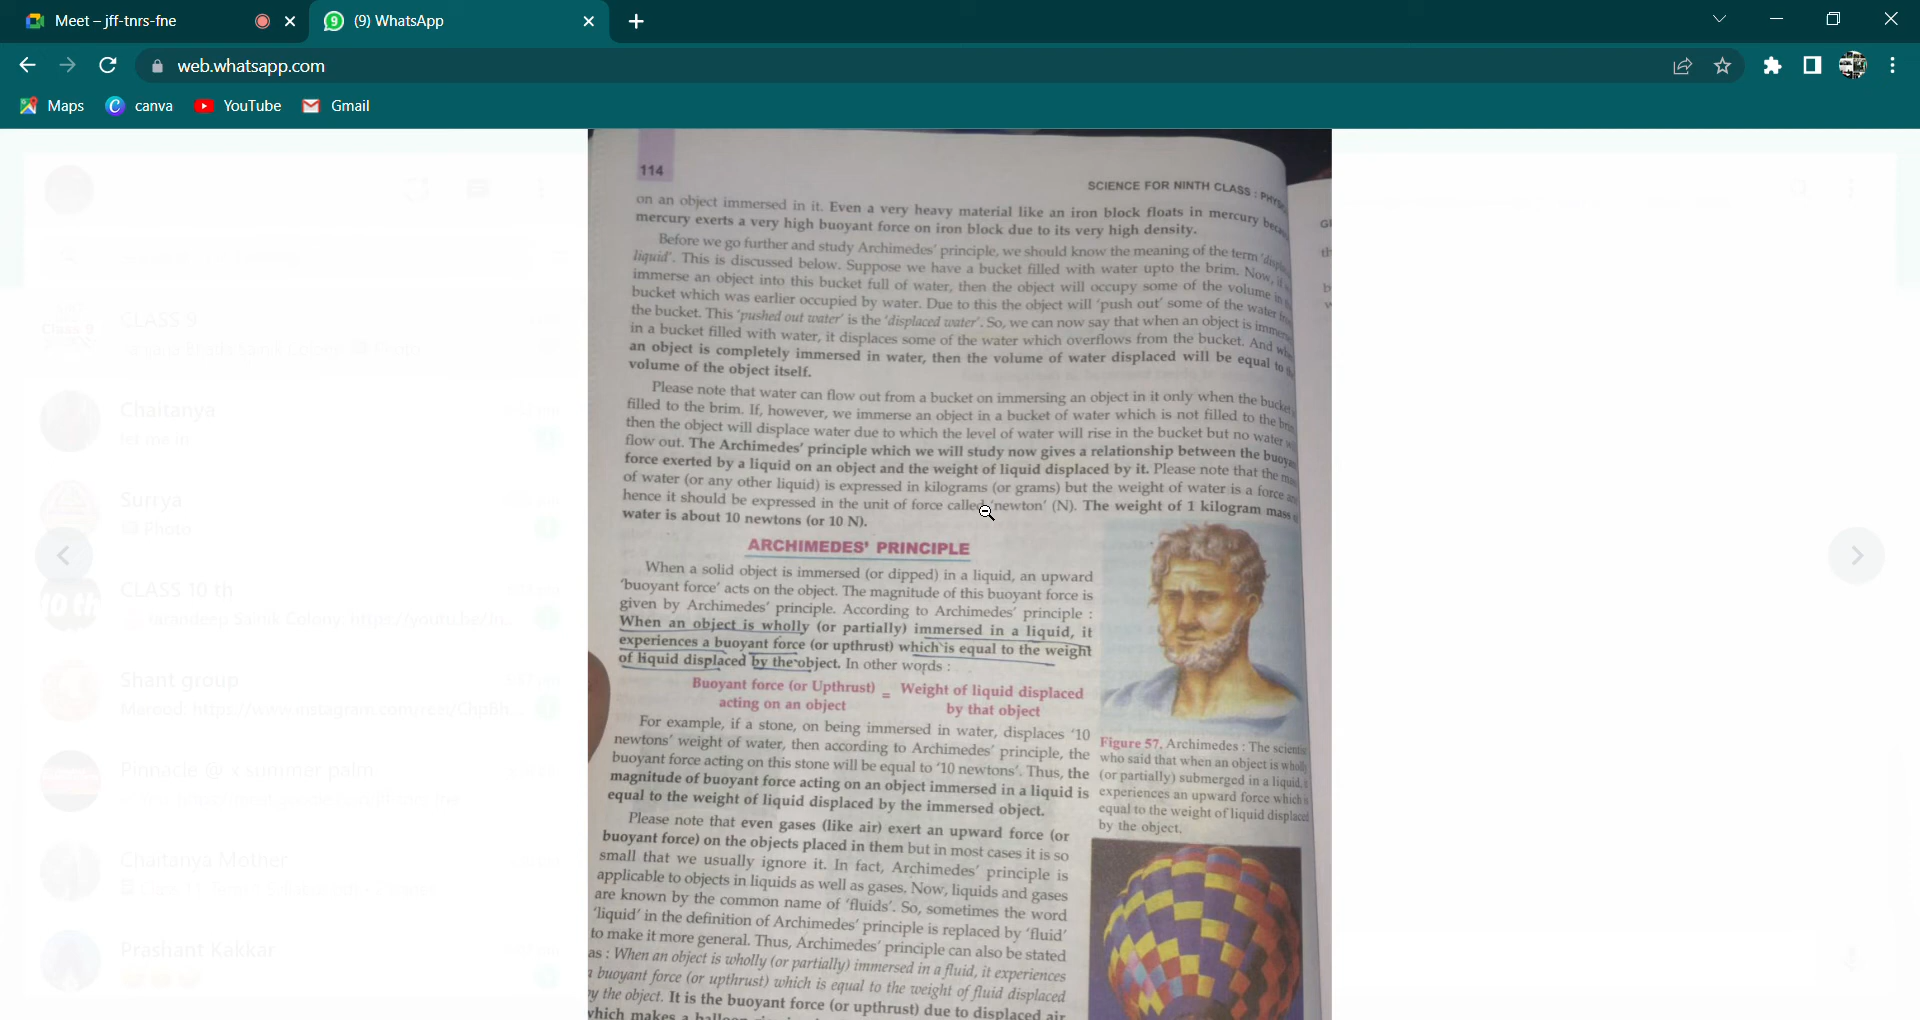 Meet – jff-tnrs-fne
(9) WhatsApp
web.whatsapp.com
Maps
canva
YouTube
Gmail
114
SCIENCE FOR NINTH CLASS :
on an object immersed in it. Even a very heavy material like an iron block floats in mercury
mercury exerts a very high buoyant force on iron block due to its very high density.
Before we go further and study Archimedes' principle, we should know the meaning of the term
liquid'. This is discussed below. Suppose we have a bucket filled with water upto the brim. Now,
immerse an object into this bucket full of water, then the object will occupy some of the volume
bucket which was earlier occupied by water. Due to this the object will 'push out' some of the water
the bucket. This 'pushed out water' is the 'displaced water'. So, we can now say that when an object is
in a bucket filled with water, it displaces some of the water which overflows from the bucket. And
an object is completely immersed in water, then the volume of water displaced will be equal to
volume of the object itself.
Please note that water can flow out from a bucket on immersing an object in it only when the bucket
filled to the brim. If, however, we immerse an object in a bucket of water which is not filled to the
then the object will displace water due to which the level of water will rise in the bucket but no water
flow out. The Archimedes' principle which we will study now gives a relationship between the
force exerted by a liquid on an object and the weight of liquid displaced by it. Please note that the
of water (or any other liquid) is expressed in kilograms (or grams) but the weight of water is a force
hence it should be expressed in the unit of force called 'newton' (N). The weight of 1 kilogram mass
water is about 10 newtons (or 10 N).
ARCHIMEDES' PRINCIPLE
When a solid object is immersed (or dipped) in a liquid, an upward
'buoyant force' acts on the object. The magnitude of this buoyant force is
given by Archimedes' principle. According to Archimedes' principle :
When an object is wholly (or partially) immersed in a liquid, it
experiences a buoyant force (or upthrust) which is equal to the weight
of liquid displaced by the object. In other words :
Buoyant force (or Upthrust) = Weight of liquid displaced
acting on an object by that object
For example, if a stone, on being immersed in water, displaces '10
newtons' weight of water, then according to Archimedes' principle, the
buoyant force acting on this stone will be equal to '10 newtons'. Thus, the
magnitude of buoyant force acting on an object immersed in a liquid is
equal to the weight of liquid displaced by the immersed object.
Please note that even gases (like air) exert an upward force (or
buoyant force) on the objects placed in them but in most cases it is so
small that we usually ignore it. In fact, Archimedes' principle is
applicable to objects in liquids as well as gases. Now, liquids and gases
are known by the common name of 'fluids'. So, sometimes the word
'liquid' in the definition of Archimedes' principle is replaced by 'fluid'
to make it more general. Thus, Archimedes' principle can also be stated
as : When an object is wholly (or partially) immersed in a fluid, it experiences
a buoyant force (or upthrust) which is equal to the weight of fluid displaced
by the object. It is the buoyant force (or upthrust) due to displaced air
which makes a
Figure 57. Archimedes : The
who said that when an object is
(or partially) submerged in a liquid,
experiences an upward force which
equal to the weight of liquid
by the object.
CLASS 9
Chaitanya
let me in
Surrya
Photo
CLASS 10 th
Shant group
Chaitanya Mother
Prashant Kakkar